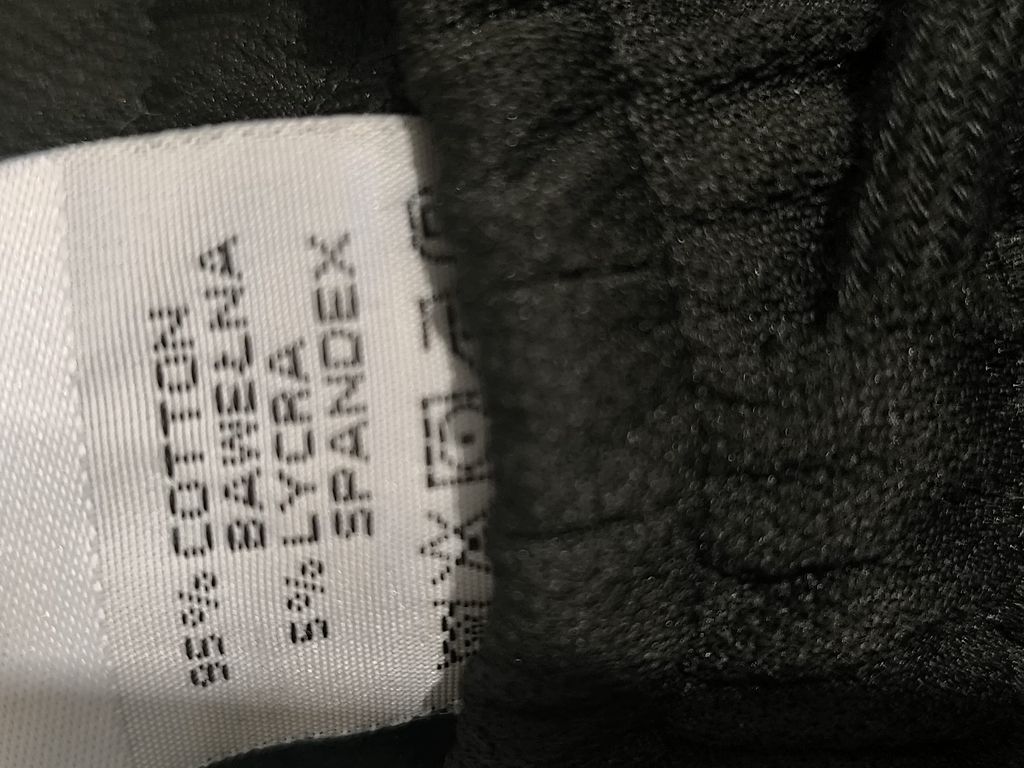 95% COTTON
BAWEŁNA
5% LYCRA
SPANDEX